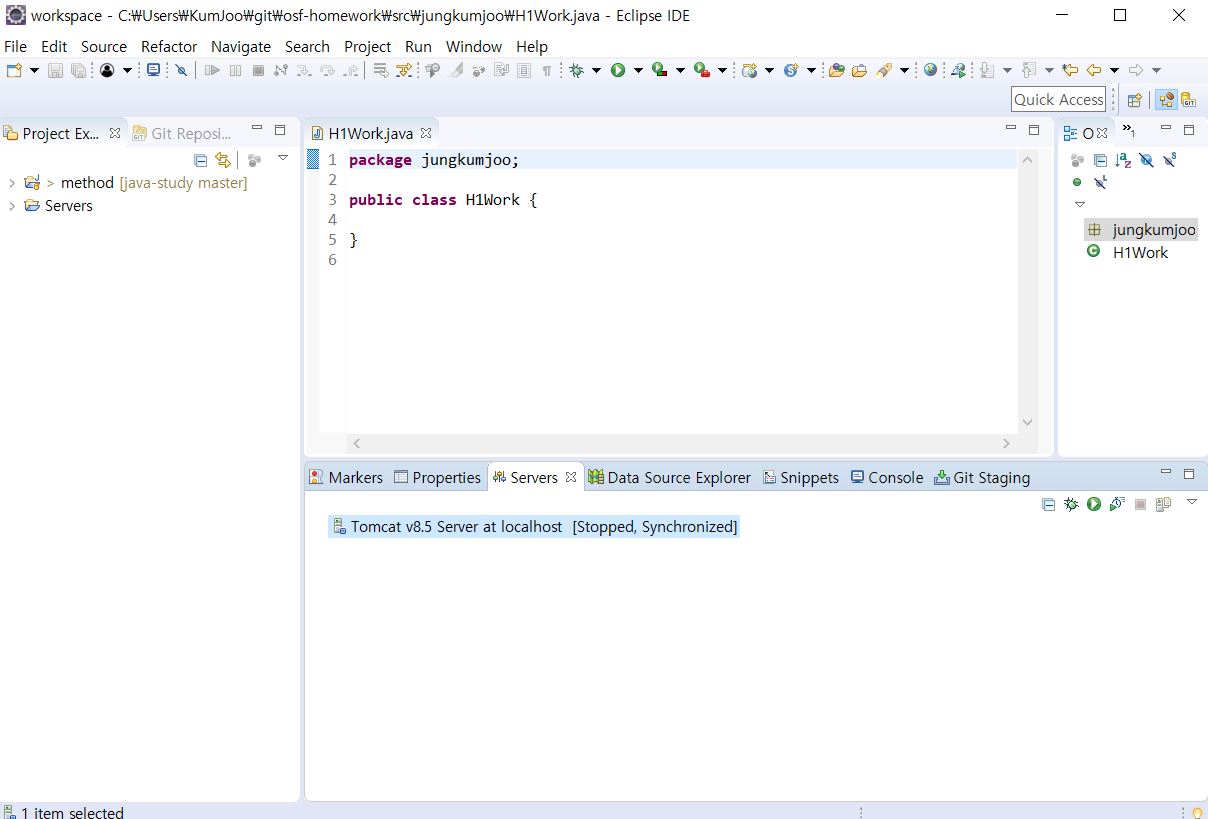 workspace - C:₩Users₩KumJoo₩git₩osf-homework₩src₩jungkumjoo₩H1Work.java - Eclipse IDE
File Edit Source Refactor Navigate Search Project Run Window Help
Quick Access
Project Ex... Git Reposi...
method [java-study master]
Servers
H1Work.java
1 package jungkumjoo;
2
3 public class H1Work {
4
5 }
6
O
»1
jungkumjoo
H1Work
Markers Properties Servers Data Source Explorer Snippets Console Git Staging
Tomcat v8.5 Server at localhost [Stopped, Synchronized]
1 item selected